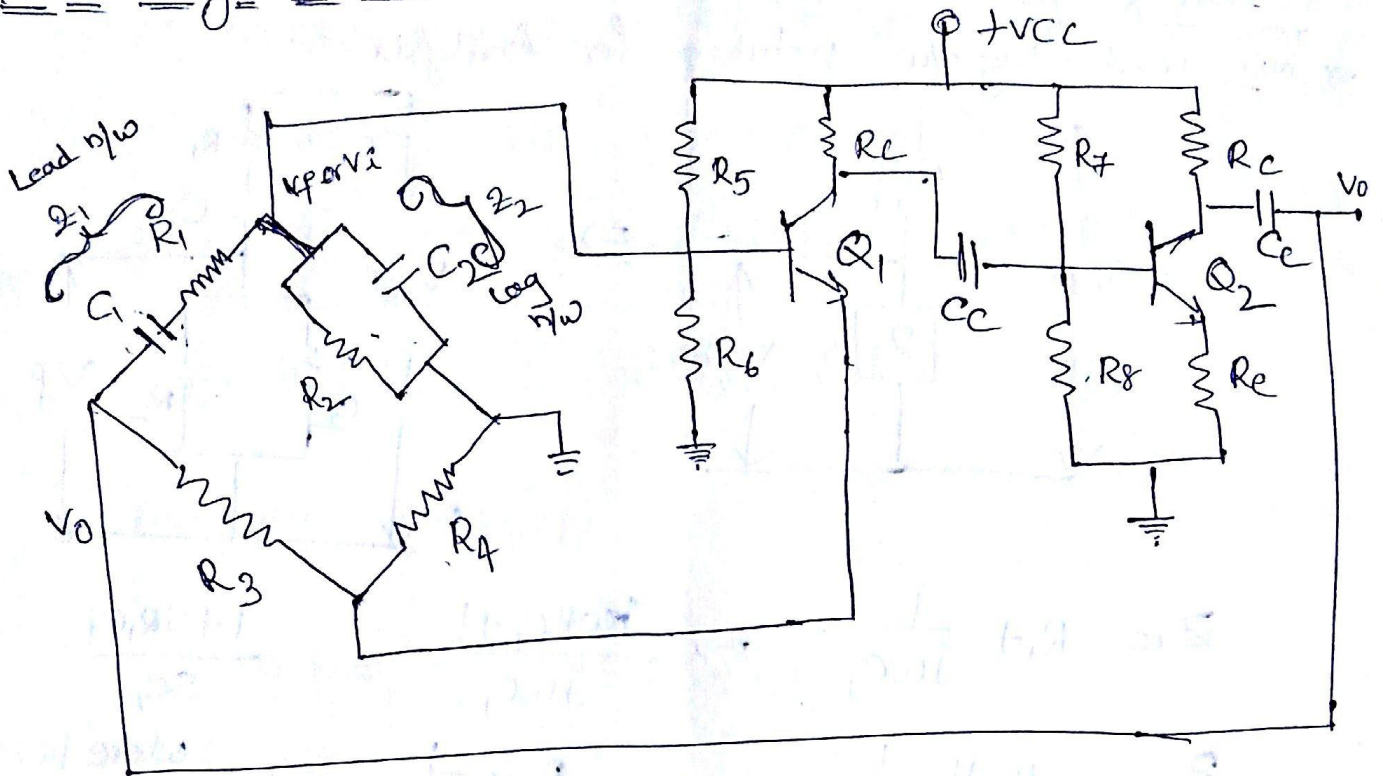 +VCC
Lead n/w
Z1
R1
C1
Vf or Vi
Z2
C2
Lag n/w
R2
R3
R4
Vo
R5
R6
RC
Q1
CC
R7
R8
RC
CC
Vo
Q2
Re